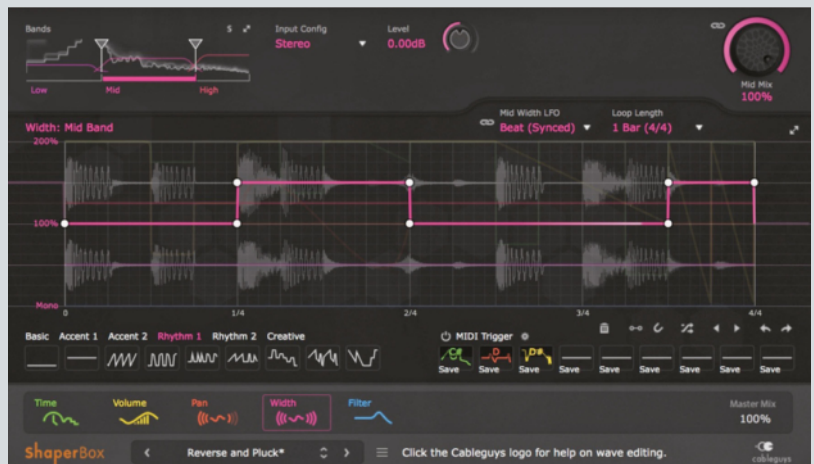 Bands S Input Config Level
Stereo 0.00dB
Low Mid High
Mid Mix
100%
Mid Width LFO Loop Length
Width: Mid Band Beat (Synced) 1 Bar (4/4)
200%
100%
Mono
0 1/4 2/4 3/4 4/4
Basic Accent 1 Accent 2 Rhythm 1 Rhythm 2 Creative MIDI Trigger
C# D D#
Save Save Save Save Save Save Save Save Save
Time Volume Pan Width Filter Master Mix
100%
ShaperBox < Reverse and Pluck* > Click the Cableguys logo for help on wave editing.
cableguys